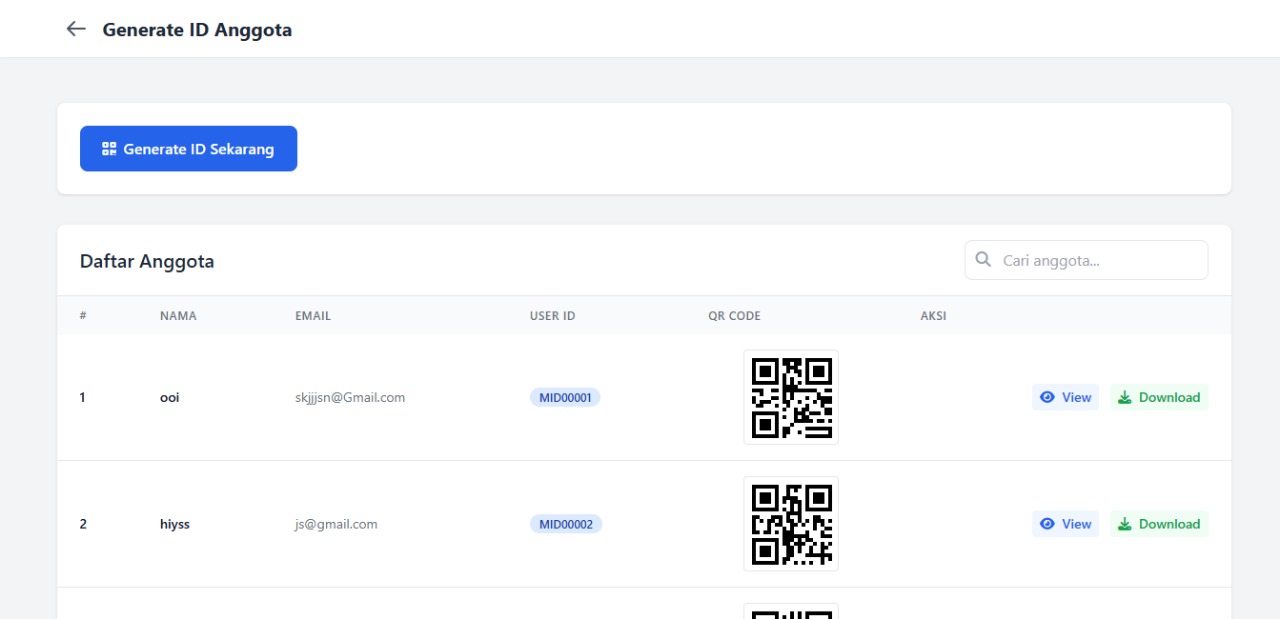 Generate ID Anggota
Generate ID Sekarang
Daftar Anggota
Cari anggota...
# NAMA EMAIL USER ID QR CODE AKSI
1 ooi skjjjsn@Gmail.com MID00001 View Download
2 hiyss js@gmail.com MID00002 View Download